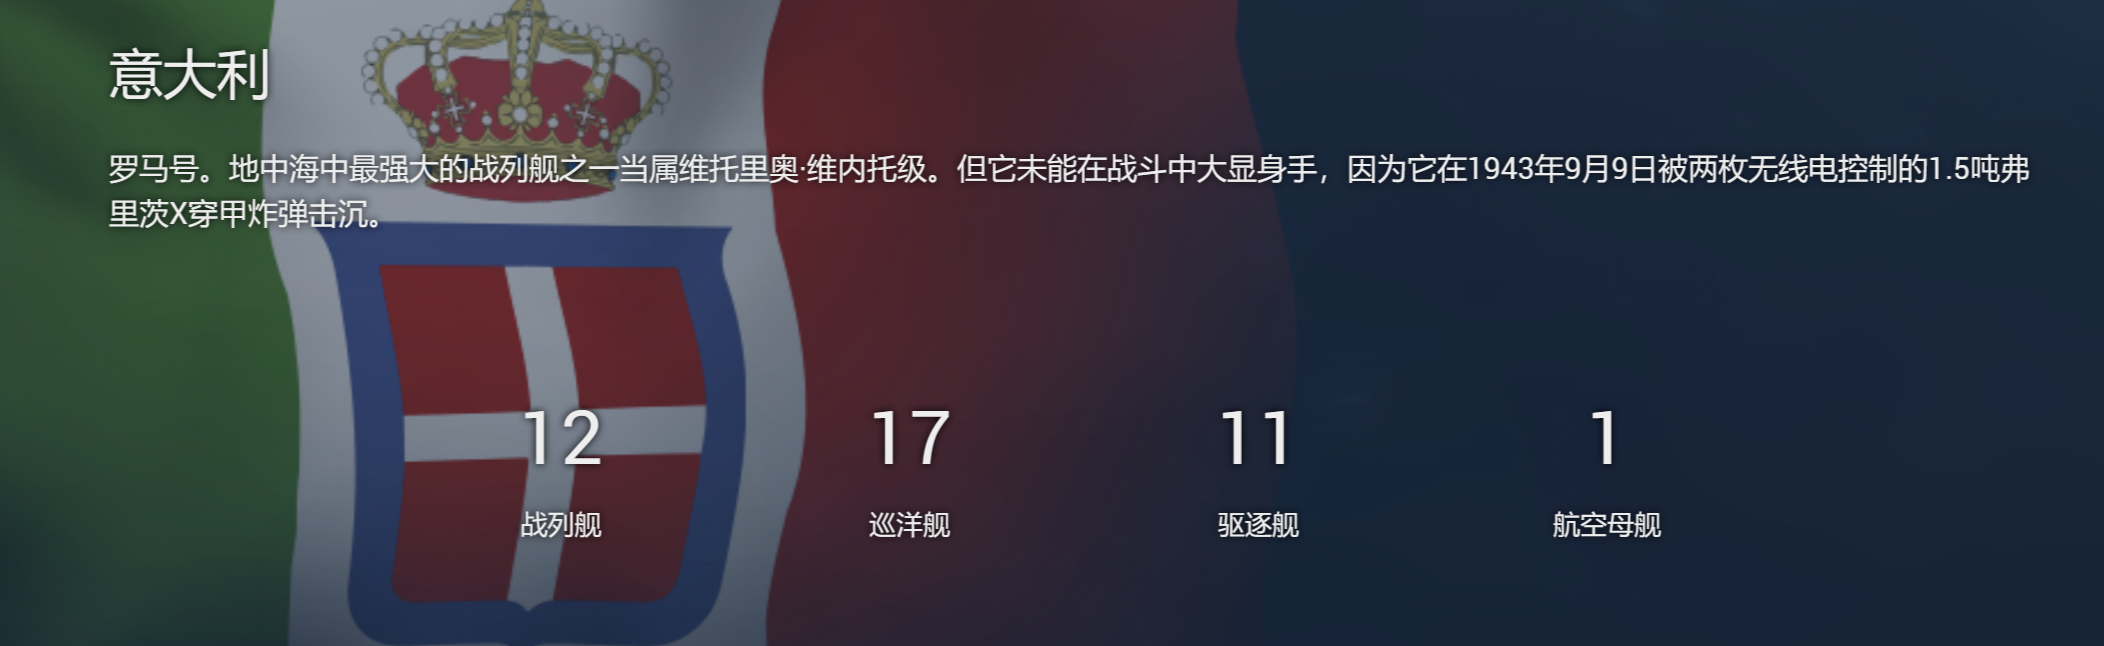 意大利
罗马号。地中海中最强大的战列舰之一当属维托里奥·维内托级。但它未能在战斗中大显身手，因为它在1943年9月9日被两枚无线电控制的1.5吨弗
里茨X穿甲炸弹击沉。
12 17 11 1
战列舰 巡洋舰 驱逐舰 航空母舰